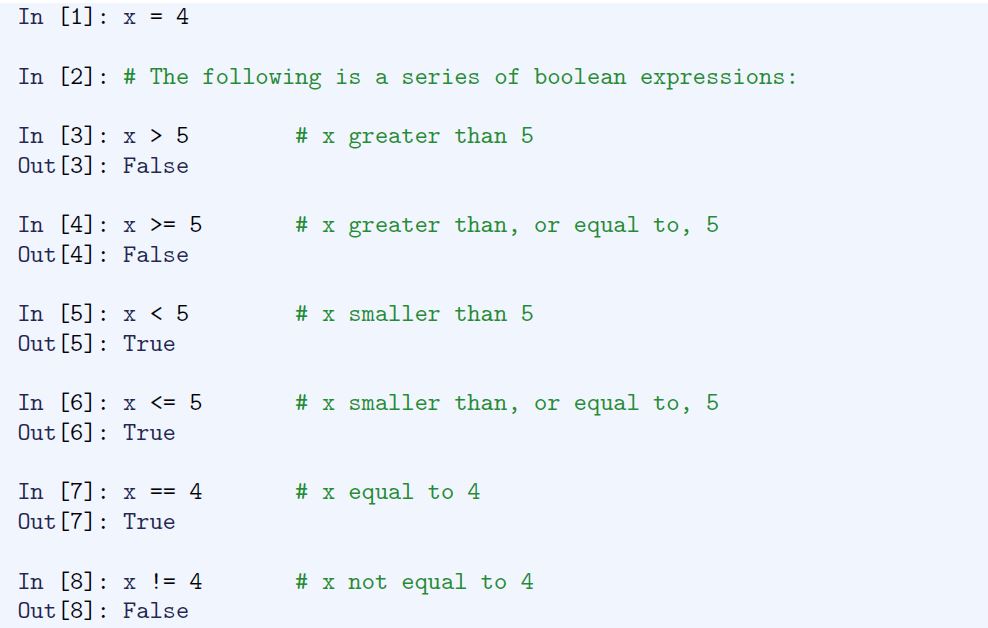 In [1]: x = 4
In [2]: # The following is a series of boolean expressions:
In [3]: x > 5 # x greater than 5
Out[3]: False
In [4]: x >= 5 # x greater than, or equal to, 5
Out[4]: False
In [5]: x < 5 # x smaller than 5
Out[5]: True
In [6]: x <= 5 # x smaller than, or equal to, 5
Out[6]: True
In [7]: x == 4 # x equal to 4
Out[7]: True
In [8]: x != 4 # x not equal to 4
Out[8]: False